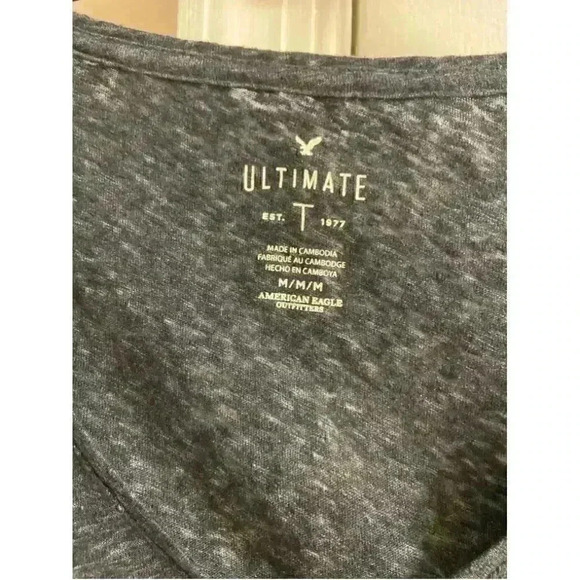 ULTIMATE
EST. T 1977
MADE IN CAMBODIA
FABRIQUÉ AU CAMBODGE
HECHO EN CAMBOYA
M/M/M
AMERICAN EAGLE
OUTFITTERS